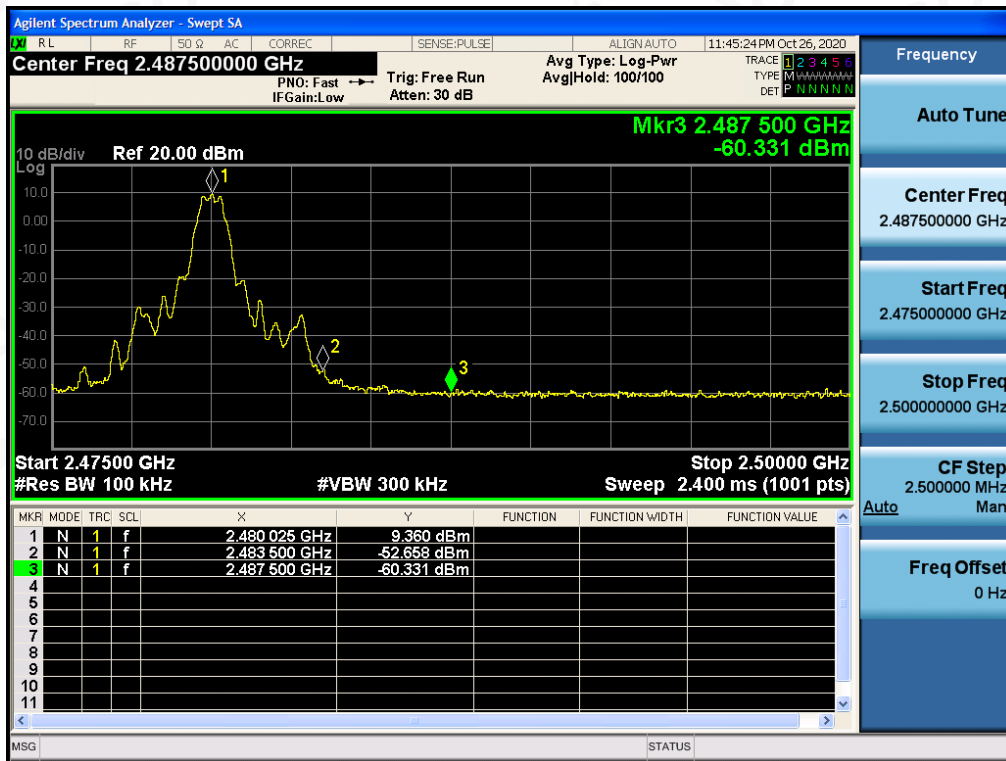 Agilent Spectrum Analyzer - Swept SA
LXI RL RF 50 Ω AC CORREC SENSE:PULSE ALIGN AUTO 11:45:24 PM Oct 26, 2020
Center Freq 2.487500000 GHz
PNO: Fast
IFGain:Low
Trig: Free Run
Atten: 30 dB
Avg Type: Log-Pwr
Avg|Hold: 100/100
TRACE 1 2 3 4 5 6
TYPE M WWWWW
DET P N N N N N
Mkr3 2.487 500 GHz
-60.331 dBm
10 dB/div Ref 20.00 dBm
Log
10.0
0.00
-10.0
-20.0
-30.0
-40.0
-50.0
-60.0
-70.0
1
2
3
Start 2.47500 GHz Stop 2.50000 GHz
#Res BW 100 kHz #VBW 300 kHz Sweep 2.400 ms (1001 pts)
MKR MODE TRC SCL X Y FUNCTION FUNCTION WIDTH FUNCTION VALUE
1 N 1 f 2.480 025 GHz 9.360 dBm
2 N 1 f 2.483 500 GHz -52.658 dBm
3 N 1 f 2.487 500 GHz -60.331 dBm
4
5
6
7
8
9
10
11
MSG STATUS
Frequency
Auto Tune
Center Freq
2.487500000 GHz
Start Freq
2.475000000 GHz
Stop Freq
2.500000000 GHz
CF Step
2.500000 MHz
Auto Man
Freq Offset
0 Hz